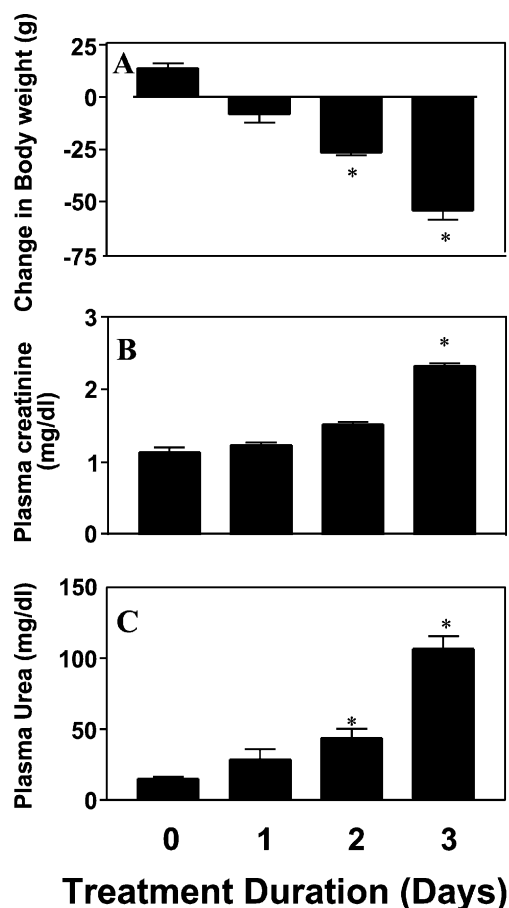 Change in Body weight (g)
25
0
-25
-50
-75
A
*
*
Plasma creatinine
(mg/dl)
3
2
1
0
B
*
Plasma Urea (mg/dl)
150
100
50
0
C
*
*
0 1 2 3
Treatment Duration (Days)